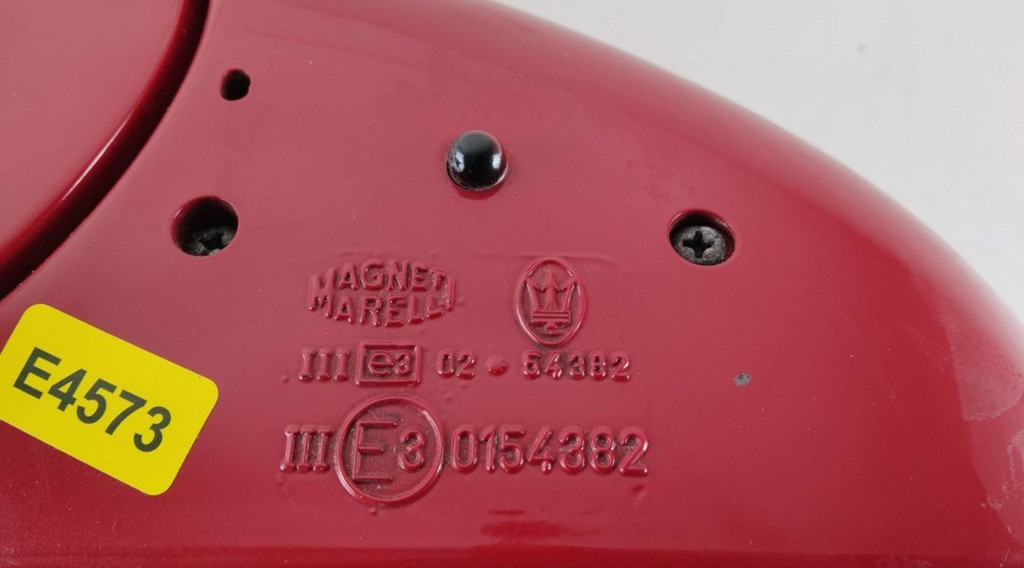 MAGNETI
MARELLI
III e3 02 • 54382
III E3 0154382
E4573